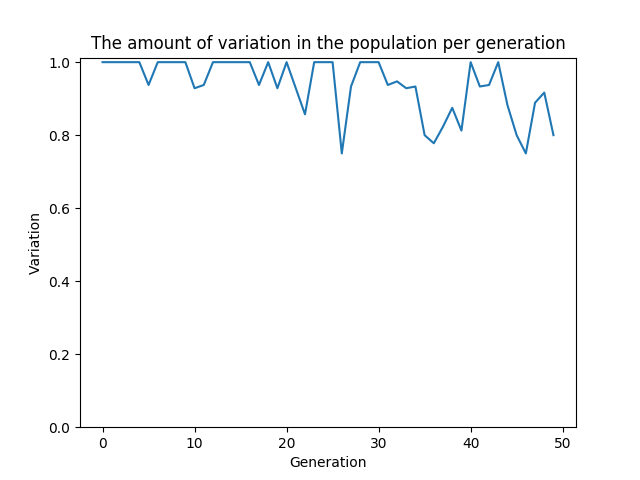 The amount of variation in the population per generation
1.0
0.8
0.6
0.4
0.2
0.0
Variation
0 10 20 30 40 50
Generation